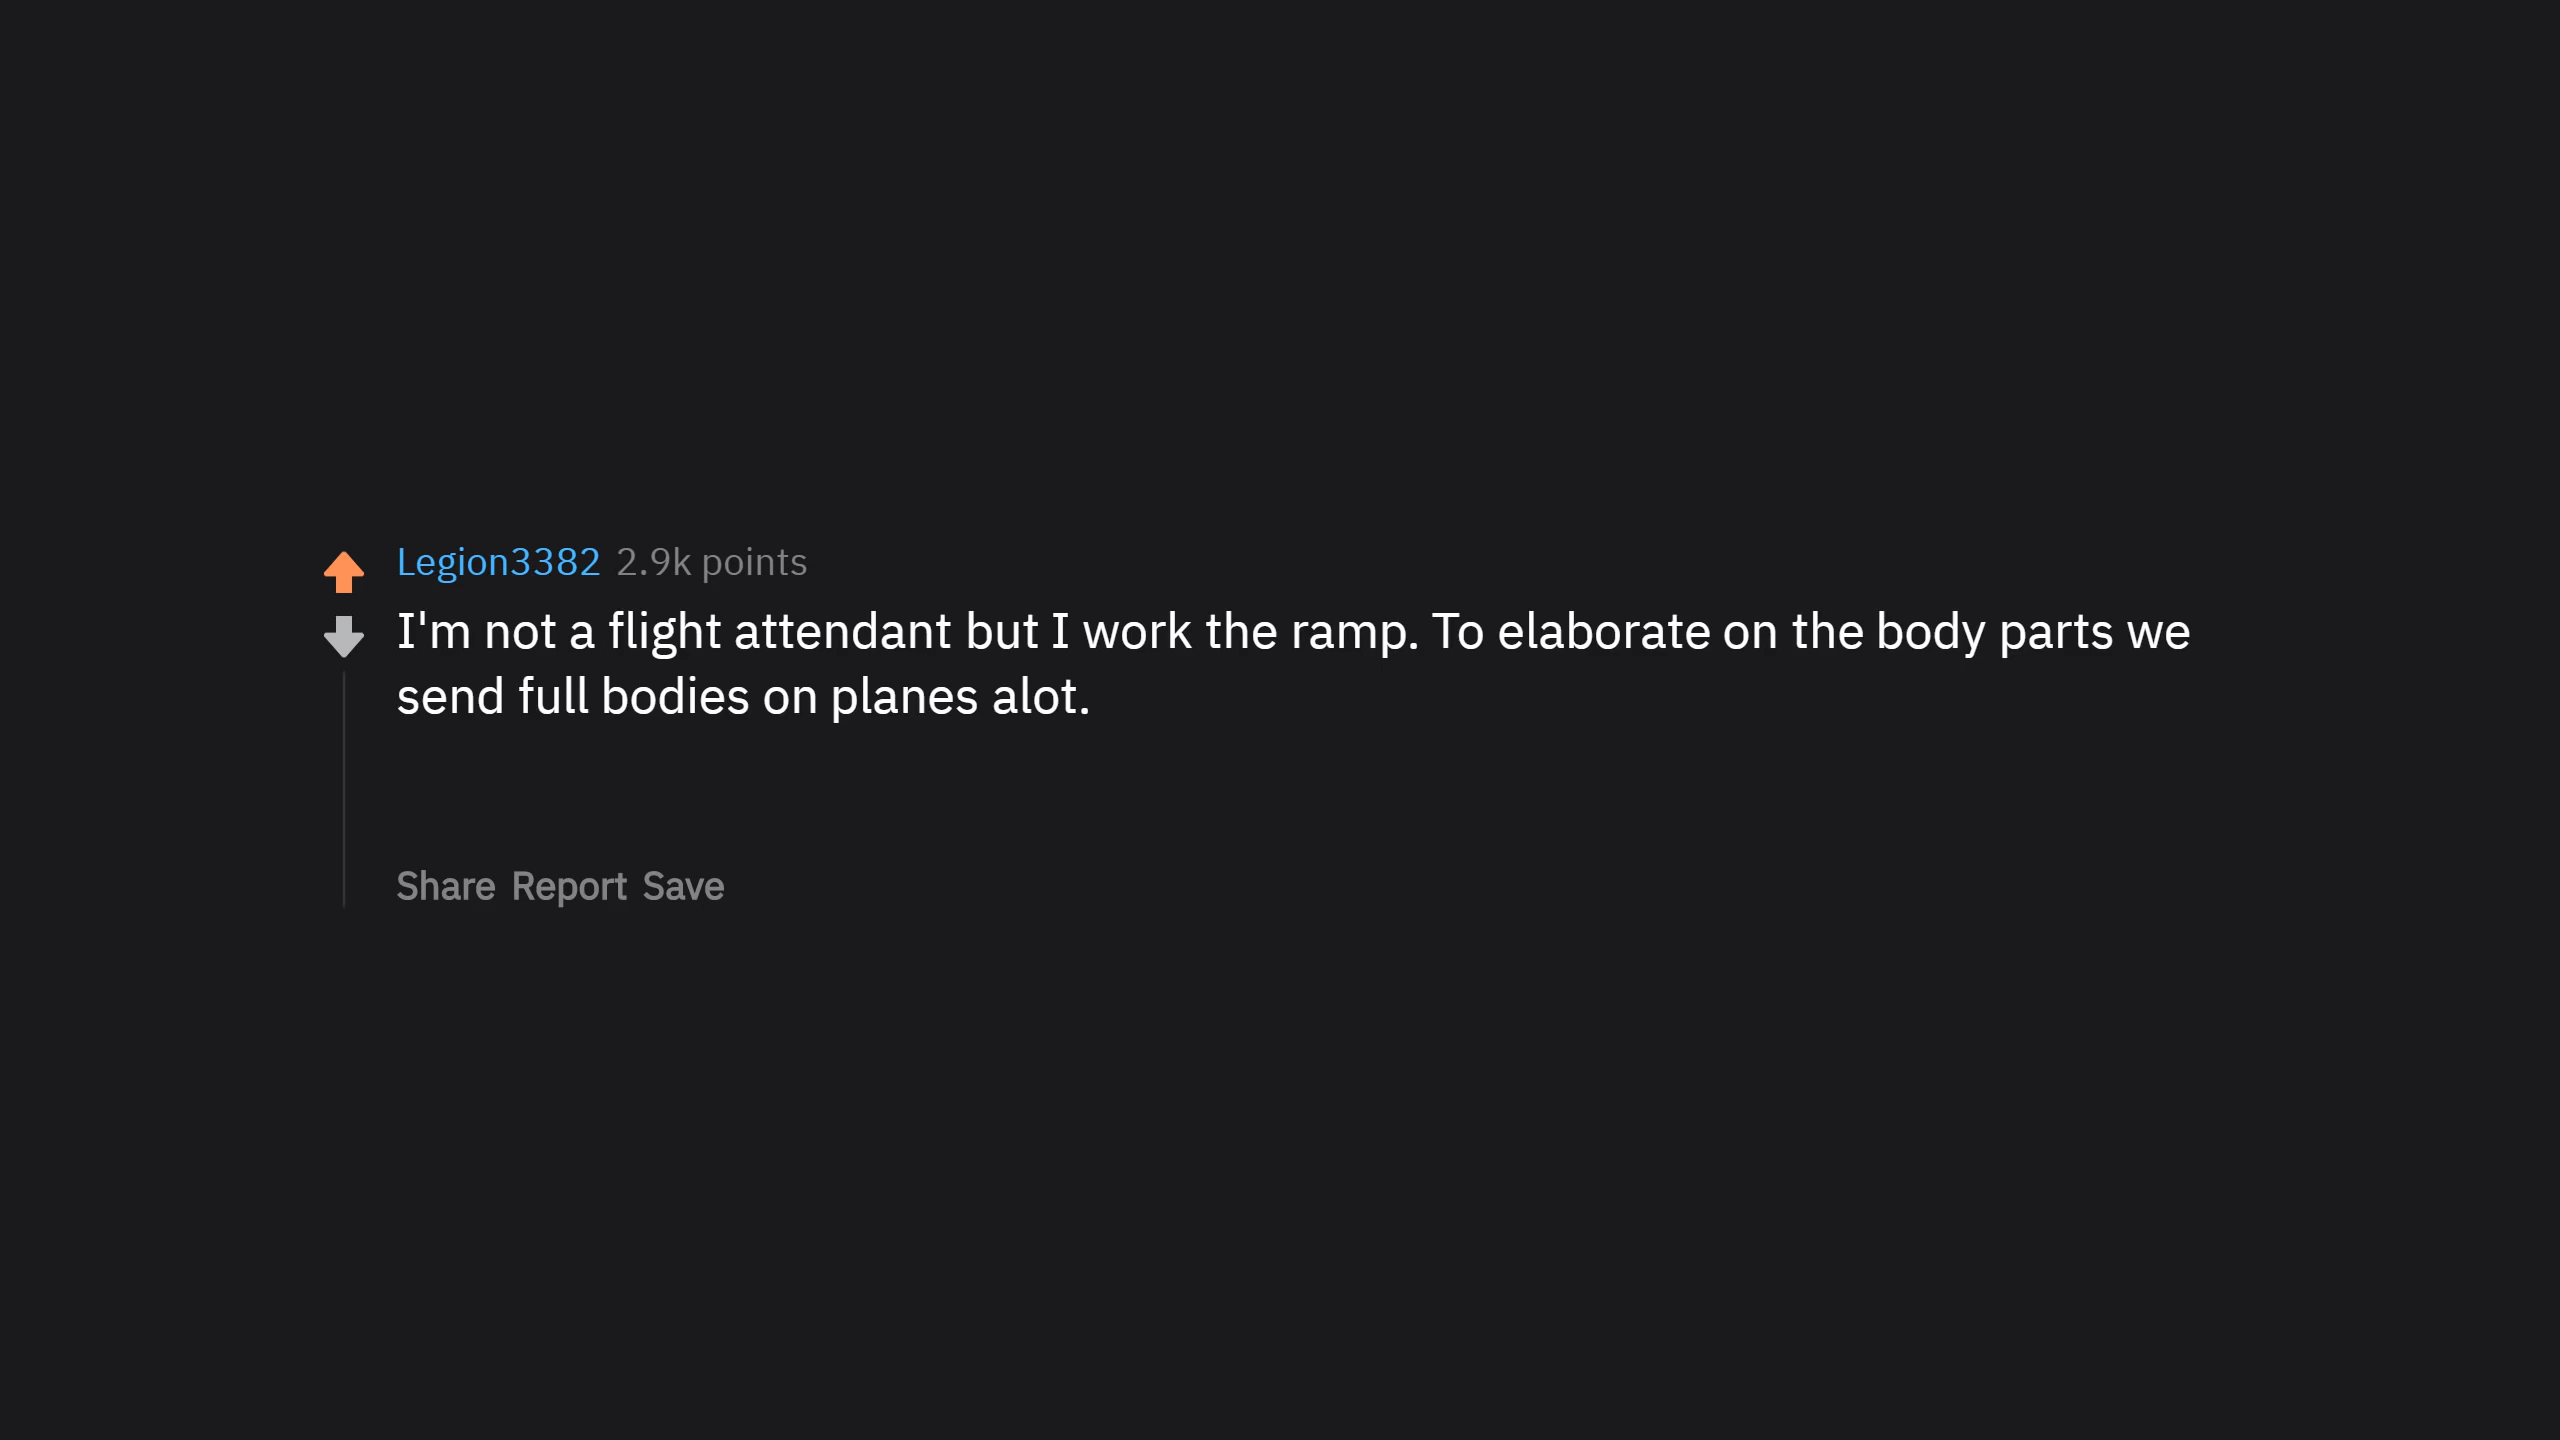 Legion3382 2.9k points
I'm not a flight attendant but I work the ramp. To elaborate on the body parts we
send full bodies on planes alot.
Share Report Save